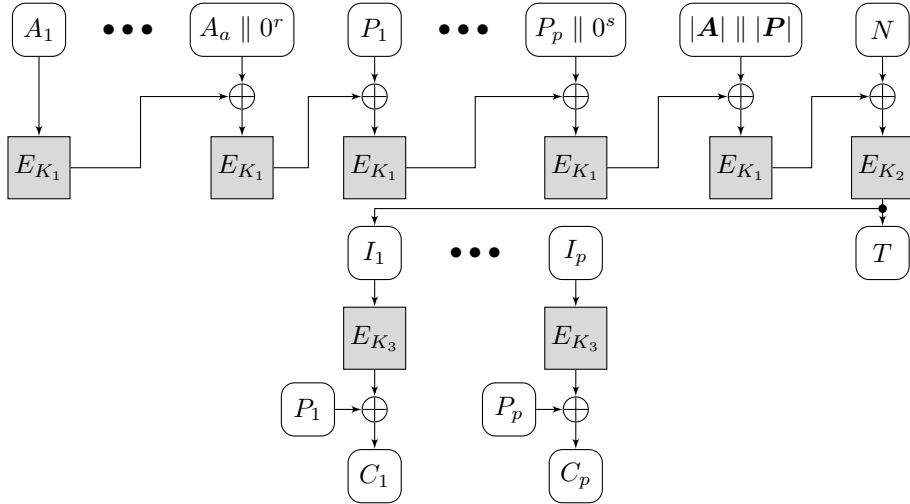 A_1 ••• A_a ∥ 0^r P_1 ••• P_p ∥ 0^s |A| ∥ |P| N
E_{K_1} E_{K_1} E_{K_1} E_{K_1} E_{K_1} E_{K_2}
I_1 ••• I_p T
E_{K_3} E_{K_3}
P_1 P_p
C_1 C_p